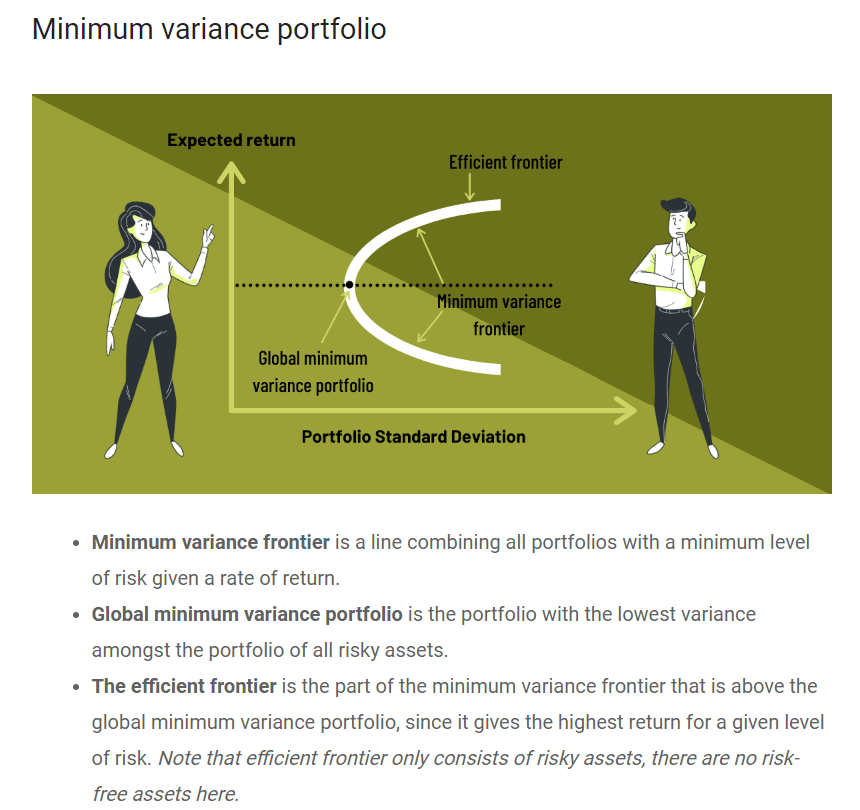 Minimum variance portfolio
Expected return
Efficient frontier
Minimum variance
frontier
Global minimum
variance portfolio
Portfolio Standard Deviation
Minimum variance frontier is a line combining all portfolios with a minimum level
of risk given a rate of return.
Global minimum variance portfolio is the portfolio with the lowest variance
amongst the portfolio of all risky assets.
The efficient frontier is the part of the minimum variance frontier that is above the
global minimum variance portfolio, since it gives the highest return for a given level
of risk. Note that efficient frontier only consists of risky assets, there are no risk-
free assets here.